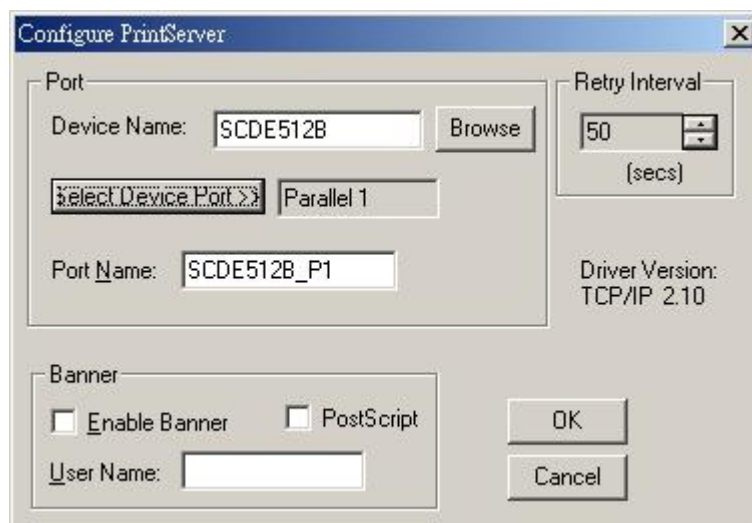 Configure PrintServer
Port
Device Name: SCDE512B Browse
Select Device Port >> Parallel 1
Port Name: SCDE512B_P1
Retry Interval
50
(secs)
Driver Version:
TCP/IP 2.10
Banner
Enable Banner PostScript
User Name:
OK
Cancel